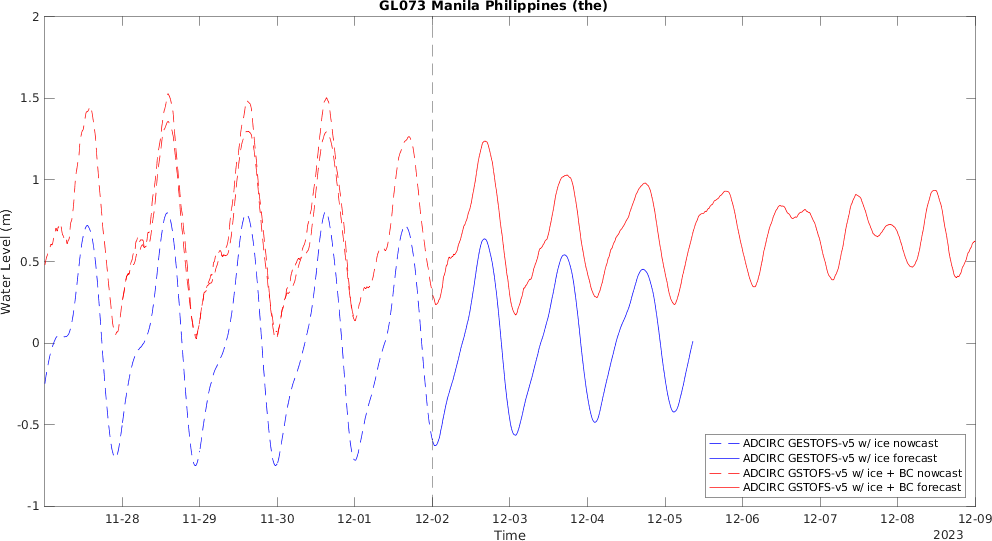 GL073 Manila Philippines (the)
2
1.5
1
0.5
0
-0.5
-1
Water Level (m)
11-28 11-29 11-30 12-01 12-02 12-03 12-04 12-05 12-06 12-07 12-08 12-09
Time
2023
ADCIRC GESTOFS-v5 w/ ice nowcast
ADCIRC GESTOFS-v5 w/ ice forecast
ADCIRC GSTOFS-v5 w/ ice + BC nowcast
ADCIRC GSTOFS-v5 w/ ice + BC forecast